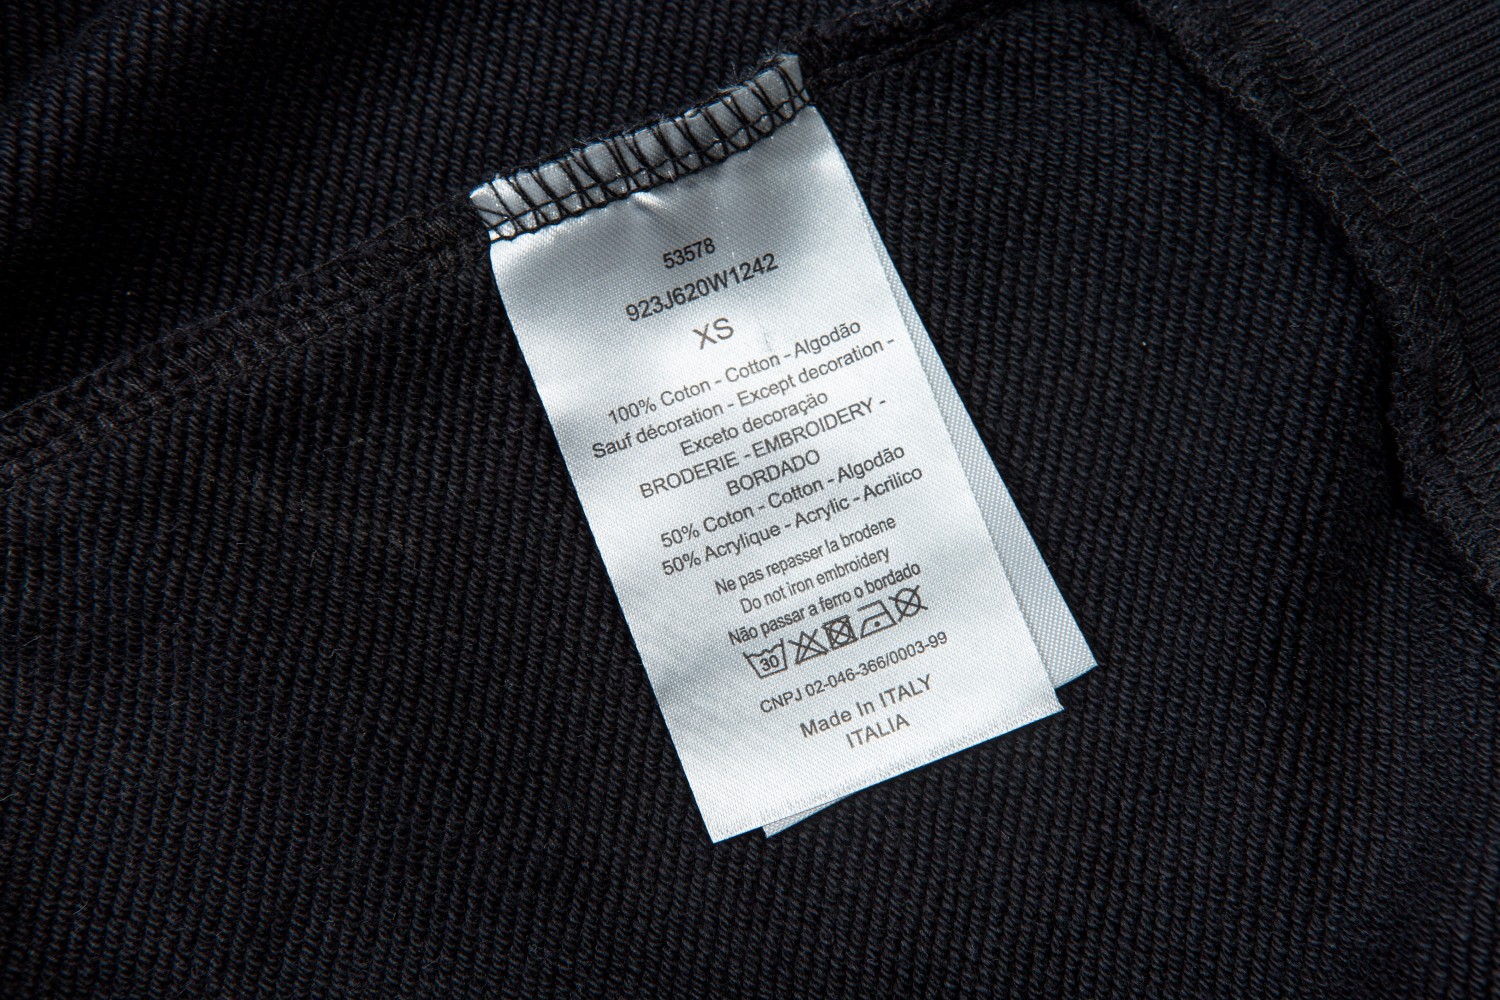 53578
923J620W1242
XS
100% Coton - Cotton - Algodão
Sauf décoration - Except decoration -
Exceto decoração
BRODERIE - EMBROIDERY -
BORDADO
50% Coton - Cotton - Algodão
50% Acrylique - Acrylic - Acrilico
Ne pas repasser la brodene
Do not iron embroidery
Não passar a ferro o bordado
30
CNPJ 02-046-366/0003-99
Made In ITALY
ITALIA